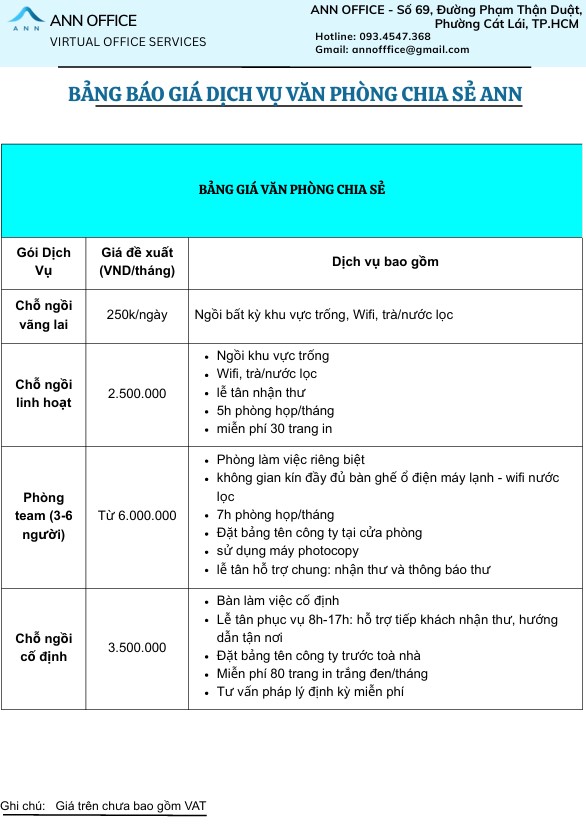 ANN
ANN OFFICE
VIRTUAL OFFICE SERVICES
ANN OFFICE - Số 69, Đường Phạm Thận Duật,
Phường Cát Lái, TP.HCM
Hotline: 093.4547.368
Gmail: annofffice@gmail.com
BẢNG BÁO GIÁ DỊCH VỤ VĂN PHÒNG CHIA SẺ ANN
BẢNG GIÁ VĂN PHÒNG CHIA SẺ
Gói Dịch
Vụ
Giá đề xuất
(VND/tháng)
Dịch vụ bao gồm
Chỗ ngồi
vãng lai
250k/ngày
Ngồi bất kỳ khu vực trống, Wifi, trà/nước lọc
Chỗ ngồi
linh hoạt
2.500.000
• Ngồi khu vực trống
• Wifi, trà/nước lọc
• lễ tân nhận thư
• 5h phòng họp/tháng
• miễn phí 30 trang in
Phòng
team (3-6
người)
Từ 6.000.000
• Phòng làm việc riêng biệt
• không gian kín đầy đủ bàn ghế ổ điện máy lạnh - wifi nước
lọc
• 7h phòng họp/tháng
• Đặt bảng tên công ty tại cửa phòng
• sử dụng máy photocopy
• lễ tân hỗ trợ chung: nhận thư và thông báo thư
Chỗ ngồi
cố định
3.500.000
• Bàn làm việc cố định
• Lễ tân phục vụ 8h-17h: hỗ trợ tiếp khách nhận thư, hướng
dẫn tận nơi
• Đặt bảng tên công ty trước toà nhà
• Miễn phí 80 trang in trắng đen/tháng
• Tư vấn pháp lý định kỳ miễn phí
Ghi chú: Giá trên chưa bao gồm VAT